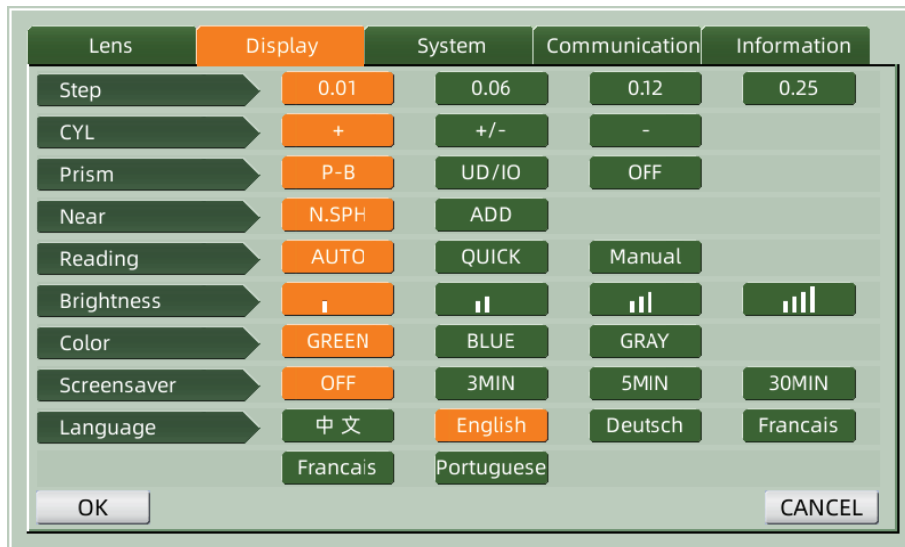 Lens Display System Communication Information
Step 0.01 0.06 0.12 0.25
CYL + +/- -
Prism P-B UD/IO OFF
Near N.SPH ADD
Reading AUTO QUICK Manual
Brightness
Color GREEN BLUE GRAY
Screensaver OFF 3MIN 5MIN 30MIN
Language 中文 English Deutsch Francais
Francais Portuguese
OK CANCEL